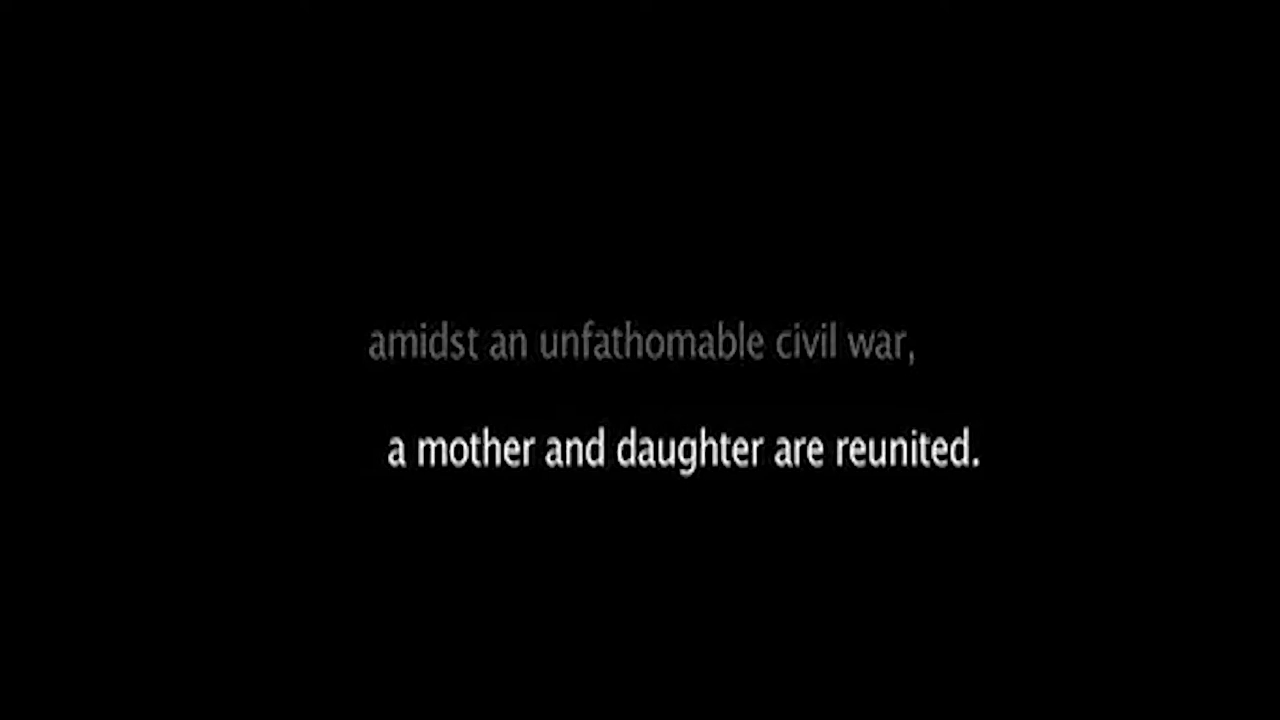 amidst an unfathomable civil war,
a mother and daughter are reunited.